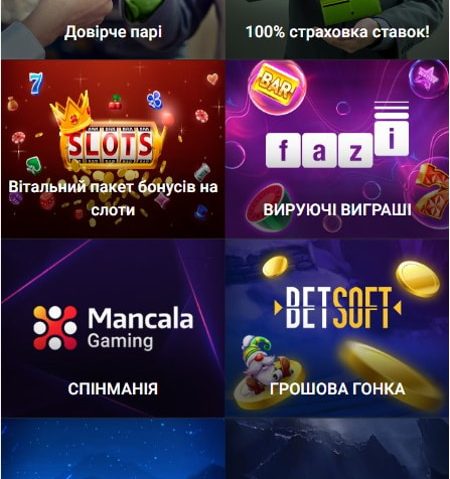 Довірче парі
100% страховка ставок!
7
SLOTS
Вітальний пакет бонусів на
слоти
BAR
fazi
ВИРУЮЧІ ВИГРАШІ
Mancala
Gaming
СПІНМАНІЯ
BETSOFT
ГРОШОВА ГОНКА